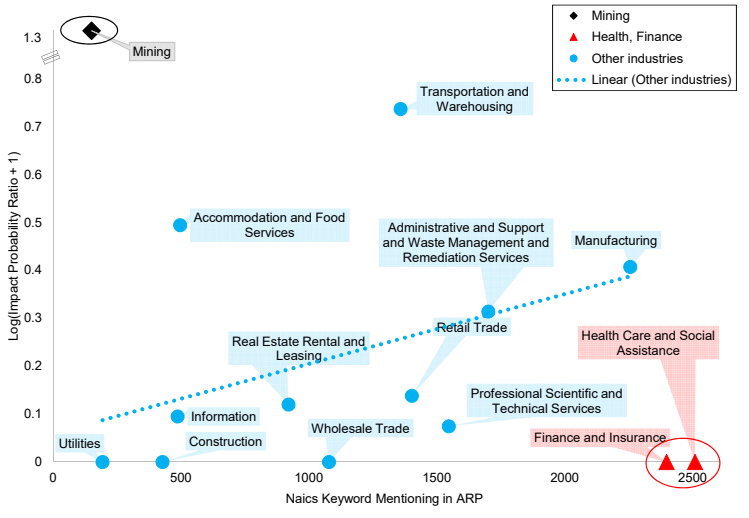 1.3
0.8
0.7
0.6
0.5
0.4
0.3
0.2
0.1
0
Log(Impact Probability Ratio + 1)
Mining
Mining
Health, Finance
Other industries
Linear (Other industries)
Transportation and
Warehousing
Accommodation and Food
Services
Administrative and Support
and Waste Management and
Remediation Services
Manufacturing
Retail Trade
Real Estate Rental and
Leasing
Health Care and Social
Assistance
Professional Scientific and
Technical Services
Information
Wholesale Trade
Construction
Utilities
Finance and Insurance
0
500
1000
1500
2000
2500
Naics Keyword Mentioning in ARP